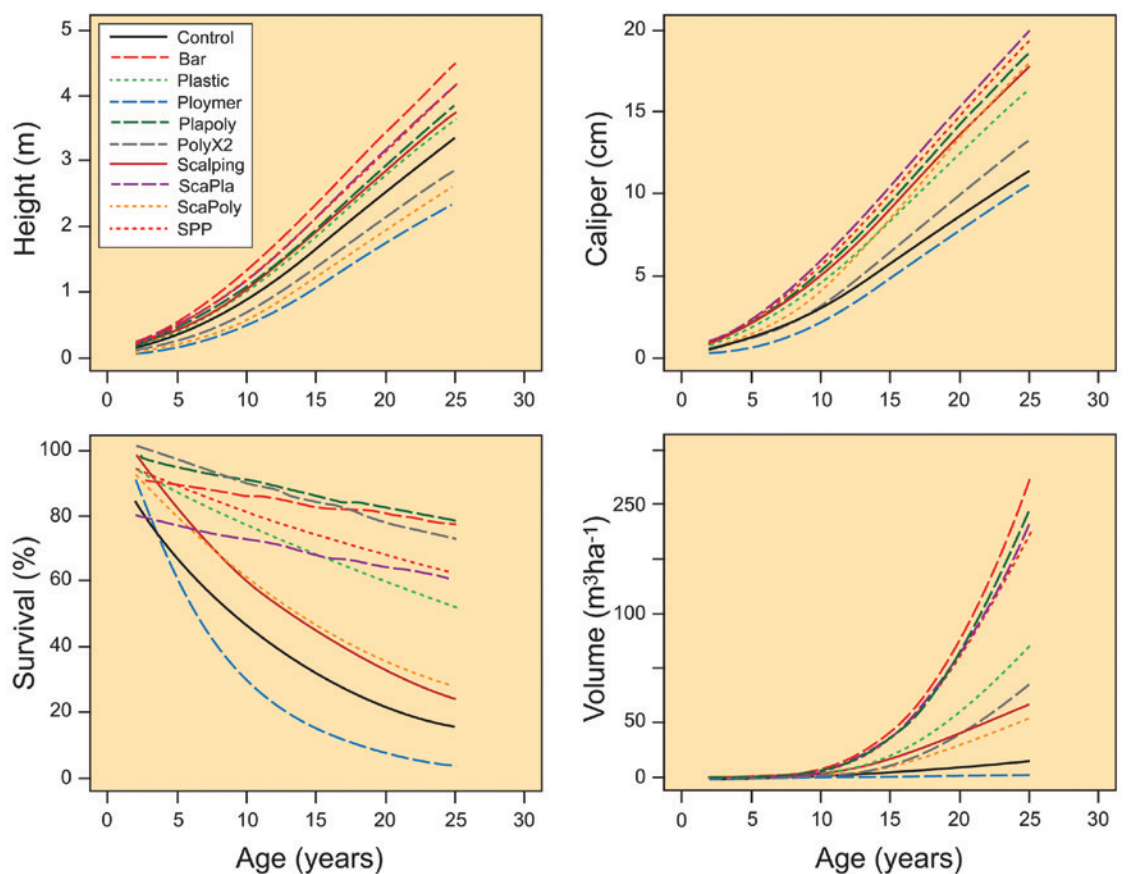 Height (m)
5
4
3
2
1
0
Control
Bar
Plastic
Ploymer
Plapoly
PolyX2
Scalping
ScaPla
ScaPoly
SPP
0 5 10 15 20 25 30
Caliper (cm)
20
15
10
5
0
0 5 10 15 20 25 30
Survival (%)
100
80
60
40
20
0
0 5 10 15 20 25 30
Age (years)
Volume (m³ha⁻¹)
250
100
50
0
0 5 10 15 20 25 30
Age (years)